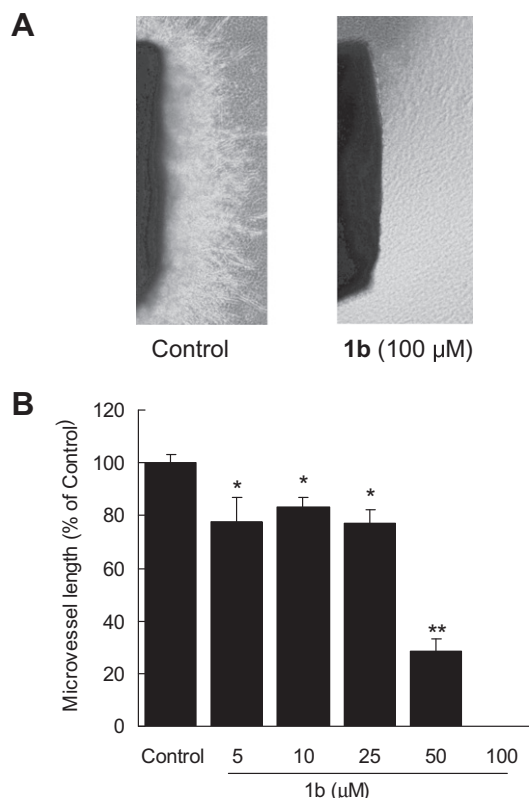 A
Control
1b (100 μM)
B
Microvessel length (% of Control)
120
100
80
60
40
20
0
*
*
*
**
Control
5
10
25
50
100
1b (μM)